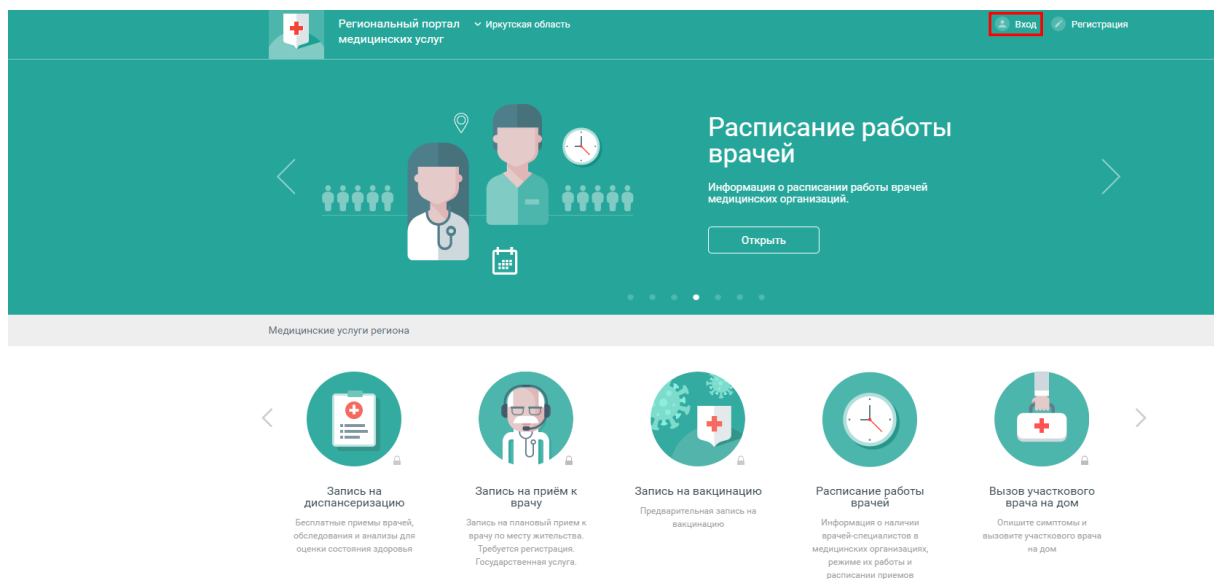 Региональный портал
медицинских услуг
Иркутская область
Вход
Регистрация
Расписание работы
врачей
Информация о расписании работы врачей
медицинских организаций.
Открыть
Медицинские услуги региона
Запись на
диспансеризацию
Бесплатные приемы врачей,
обследования и анализы для
оценки состояния здоровья
Запись на приём к
врачу
Запись на плановый прием к
врачу по месту жительства.
Требуется регистрация.
Государственная услуга.
Запись на вакцинацию
Предварительная запись на
вакцинацию
Расписание работы
врачей
Информация о наличии
врачей-специалистов в
медицинских организациях,
режиме их работы и
расписании приемов
Вызов участкового
врача на дом
Опишите симптомы и
вызовите участкового врача
на дом